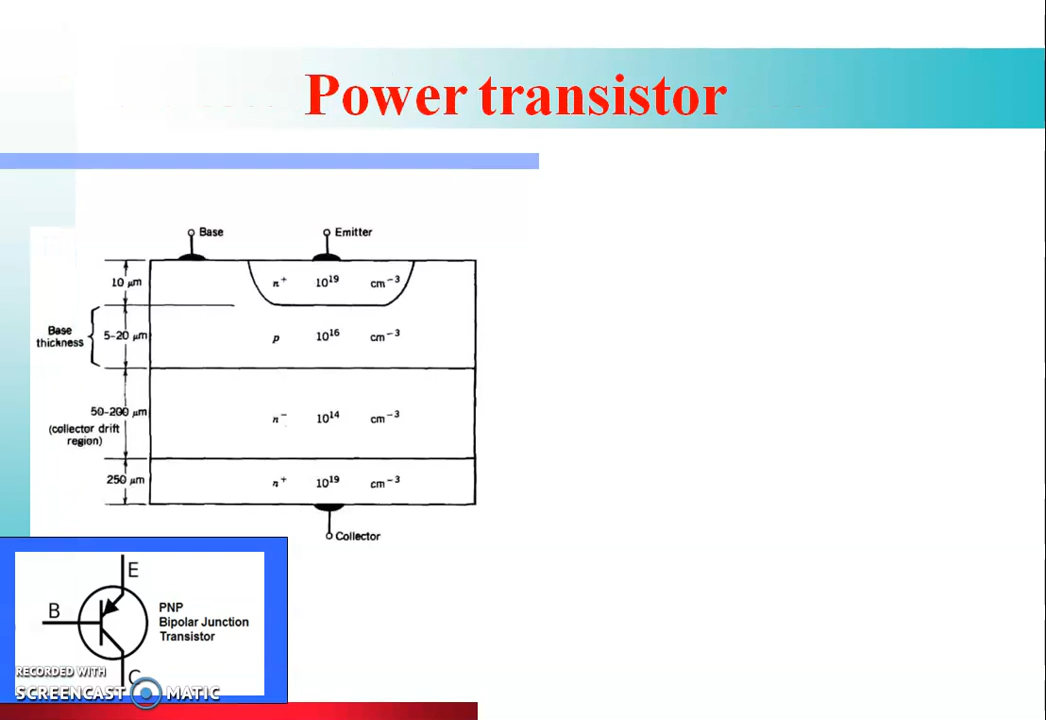 Power transistor
Base
Emitter
10 μm
n⁺ 10¹⁹ cm⁻³
Base
thickness
5-20 μm
p 10¹⁶ cm⁻³
50-200 μm
(collector drift
region)
n⁻ 10¹⁴ cm⁻³
250 μm
n⁺ 10¹⁹ cm⁻³
Collector
E
B
PNP
Bipolar Junction
Transistor
C
RECORDED WITH
SCREENCAST MATIC